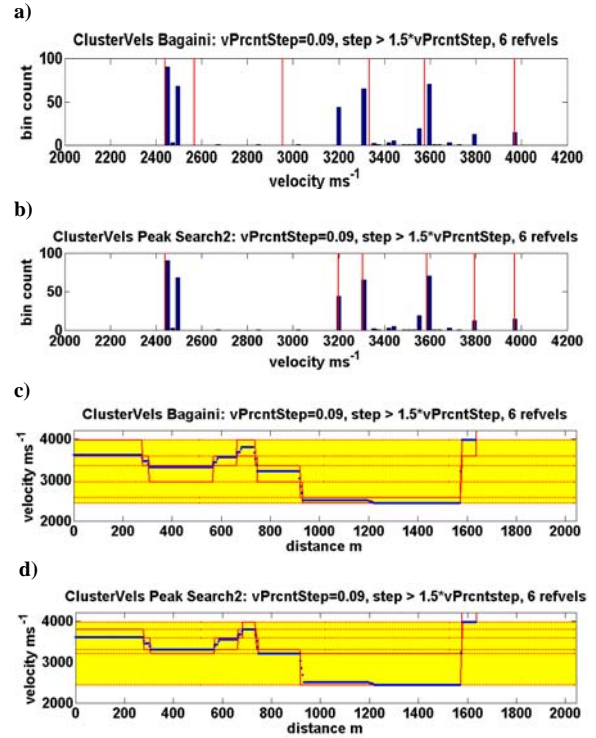 a)
ClusterVels Bagaini: vPrcntStep=0.09, step > 1.5*vPrcntStep, 6 refvels
bin count
100
50
0
2000 2200 2400 2600 2800 3000 3200 3400 3600 3800 4000 4200
velocity ms-1
b)
ClusterVels Peak Search2: vPrcntStep=0.09, step > 1.5*vPrcntStep, 6 refvels
bin count
100
50
0
2000 2200 2400 2600 2800 3000 3200 3400 3600 3800 4000 4200
velocity ms-1
c)
ClusterVels Bagaini: vPrcntStep=0.09, step > 1.5*vPrcntStep, 6 refvels
velocity ms-1
4000
3000
2000
0 200 400 600 800 1000 1200 1400 1600 1800 2000
distance m
d)
ClusterVels Peak Search2: vPrcntStep=0.09, step > 1.5*vPrcntstep, 6 refvels
velocity ms-1
4000
3000
2000
0 200 400 600 800 1000 1200 1400 1600 1800 2000
distance m